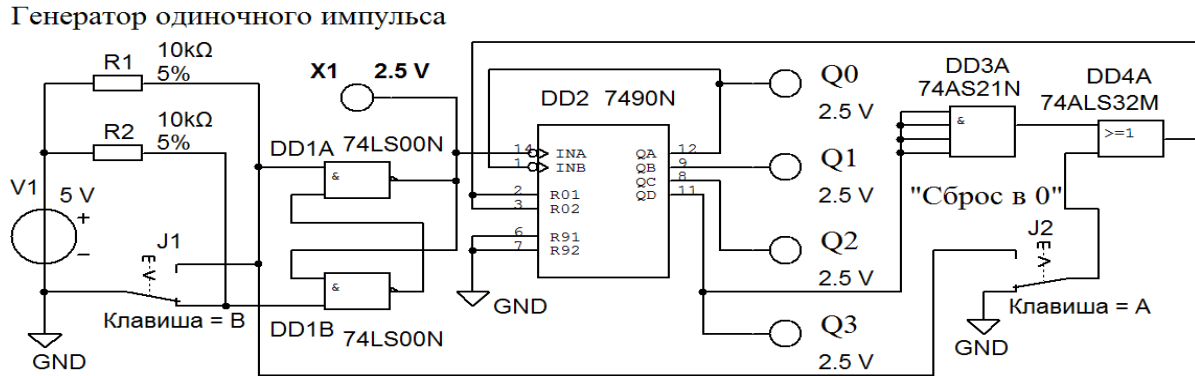 Генератор одиночного импульса
R1
10kΩ
5%
R2
10kΩ
5%
V1
5 V
+
−
J1
Клавиша = B
GND
X1
2.5 V
DD1A
74LS00N
&
&
DD1B
74LS00N
DD2 7490N
14 INA
1 INB
2 R01
3 R02
6 R91
7 R92
QA 12
QB 9
QC 8
QD 11
GND
Q0
2.5 V
Q1
2.5 V
Q2
2.5 V
Q3
2.5 V
DD3A
74AS21N
&
DD4A
74ALS32M
>=1
"Сброс в 0"
J2
Клавиша = A
GND